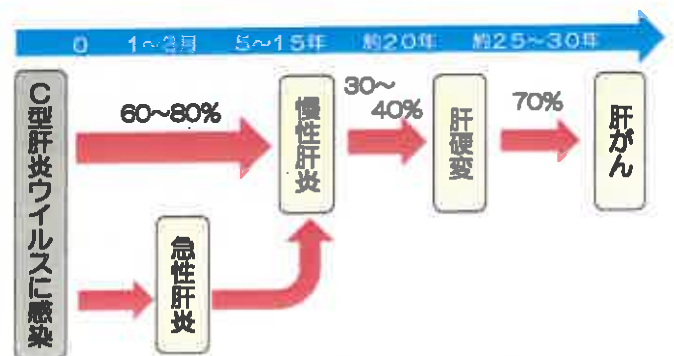 0 1～3月 5～15年 約20年 約25～30年
C型肝炎ウイルスに感染
60～80%
慢性肝炎
30～
40%
肝硬変
70%
肝がん
急性肝炎